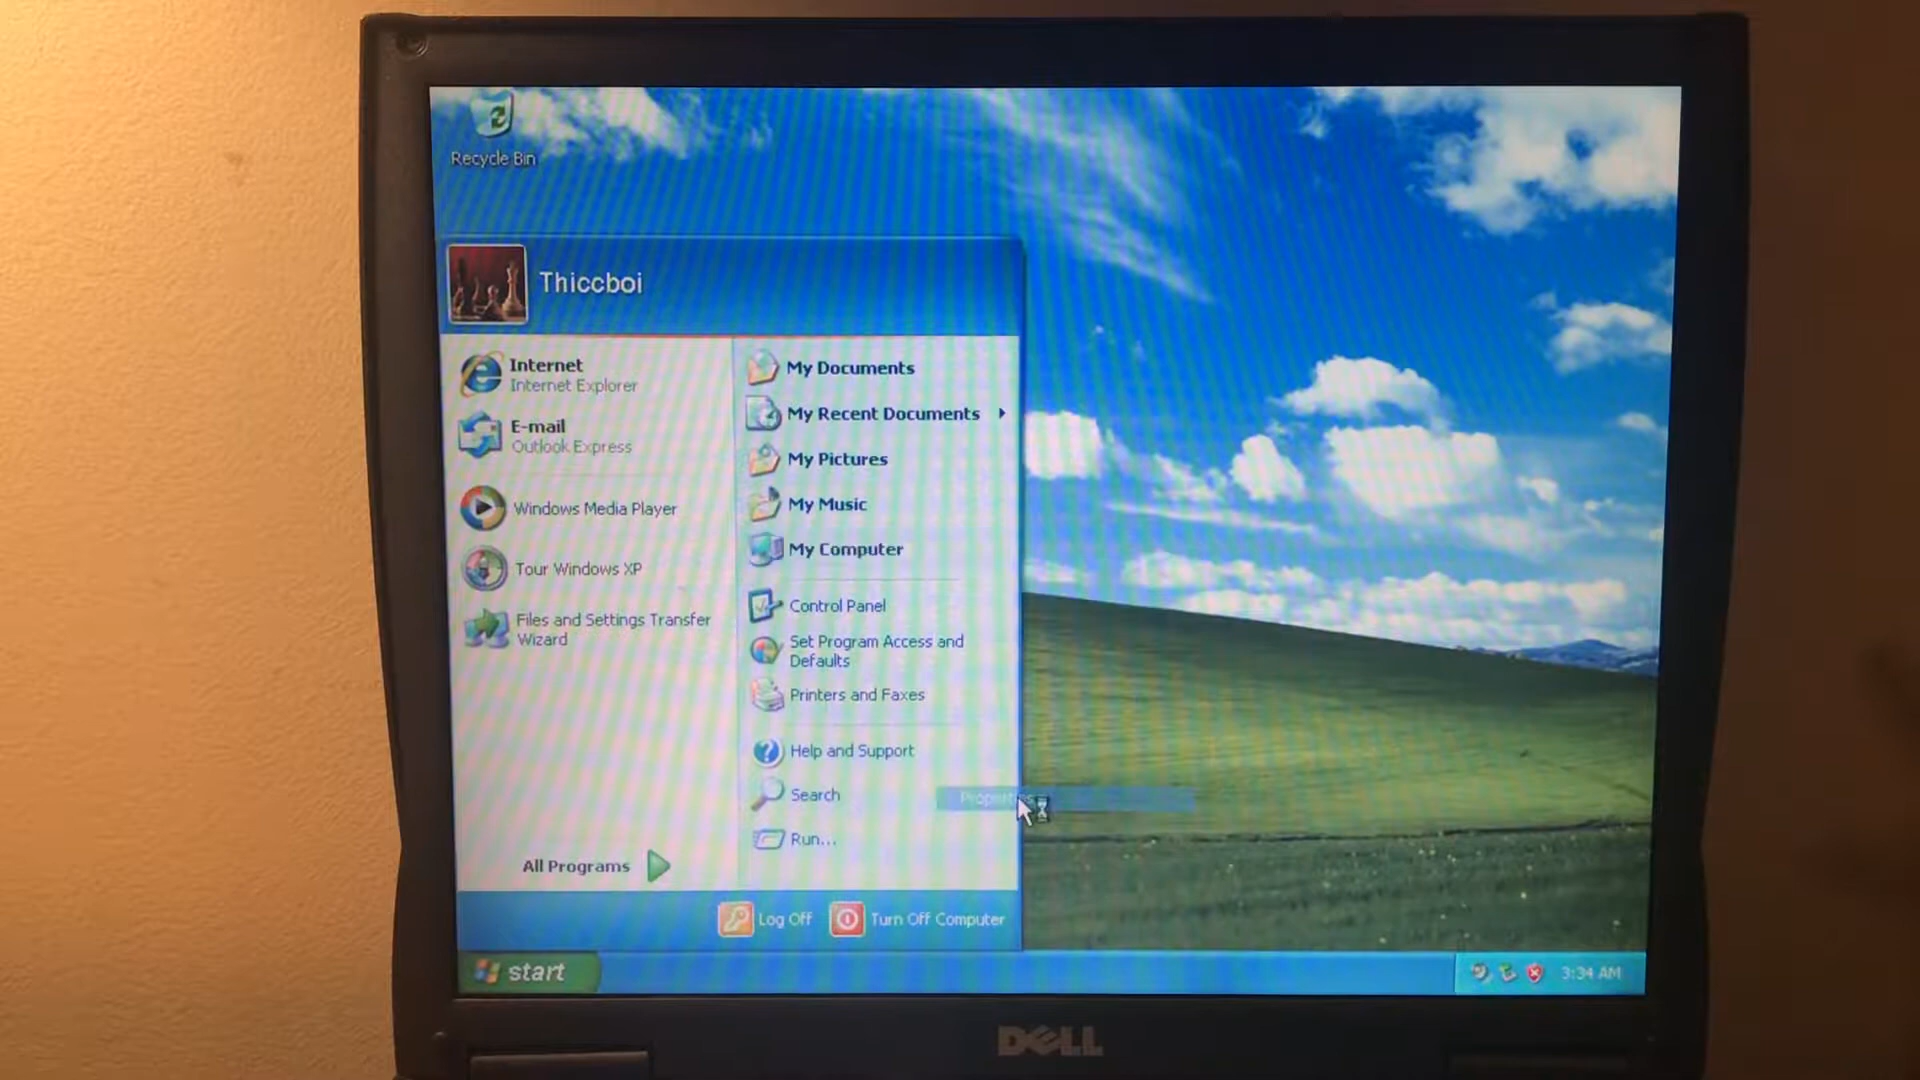 Recycle Bin
Thiccboi
Internet
Internet Explorer
E-mail
Outlook Express
Windows Media Player
Tour Windows XP
Files and Settings Transfer
Wizard
All Programs
My Documents
My Recent Documents
My Pictures
My Music
My Computer
Control Panel
Set Program Access and
Defaults
Printers and Faxes
Help and Support
Search
Properties
Run...
Log Off
Turn Off Computer
start
3:34 AM
DELL